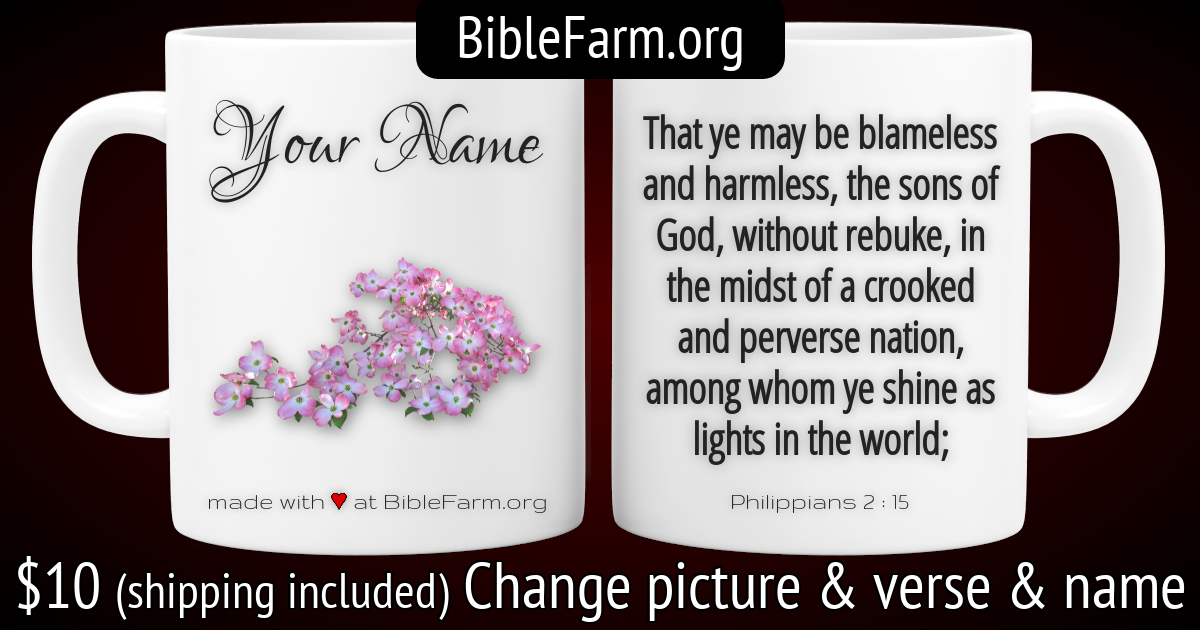 BibleFarm.org
Your Name
made with ♥ at BibleFarm.org
That ye may be blameless
and harmless, the sons of
God, without rebuke, in
the midst of a crooked
and perverse nation,
among whom ye shine as
lights in the world;
Philippians 2 : 15
$10 (shipping included) Change picture & verse & name